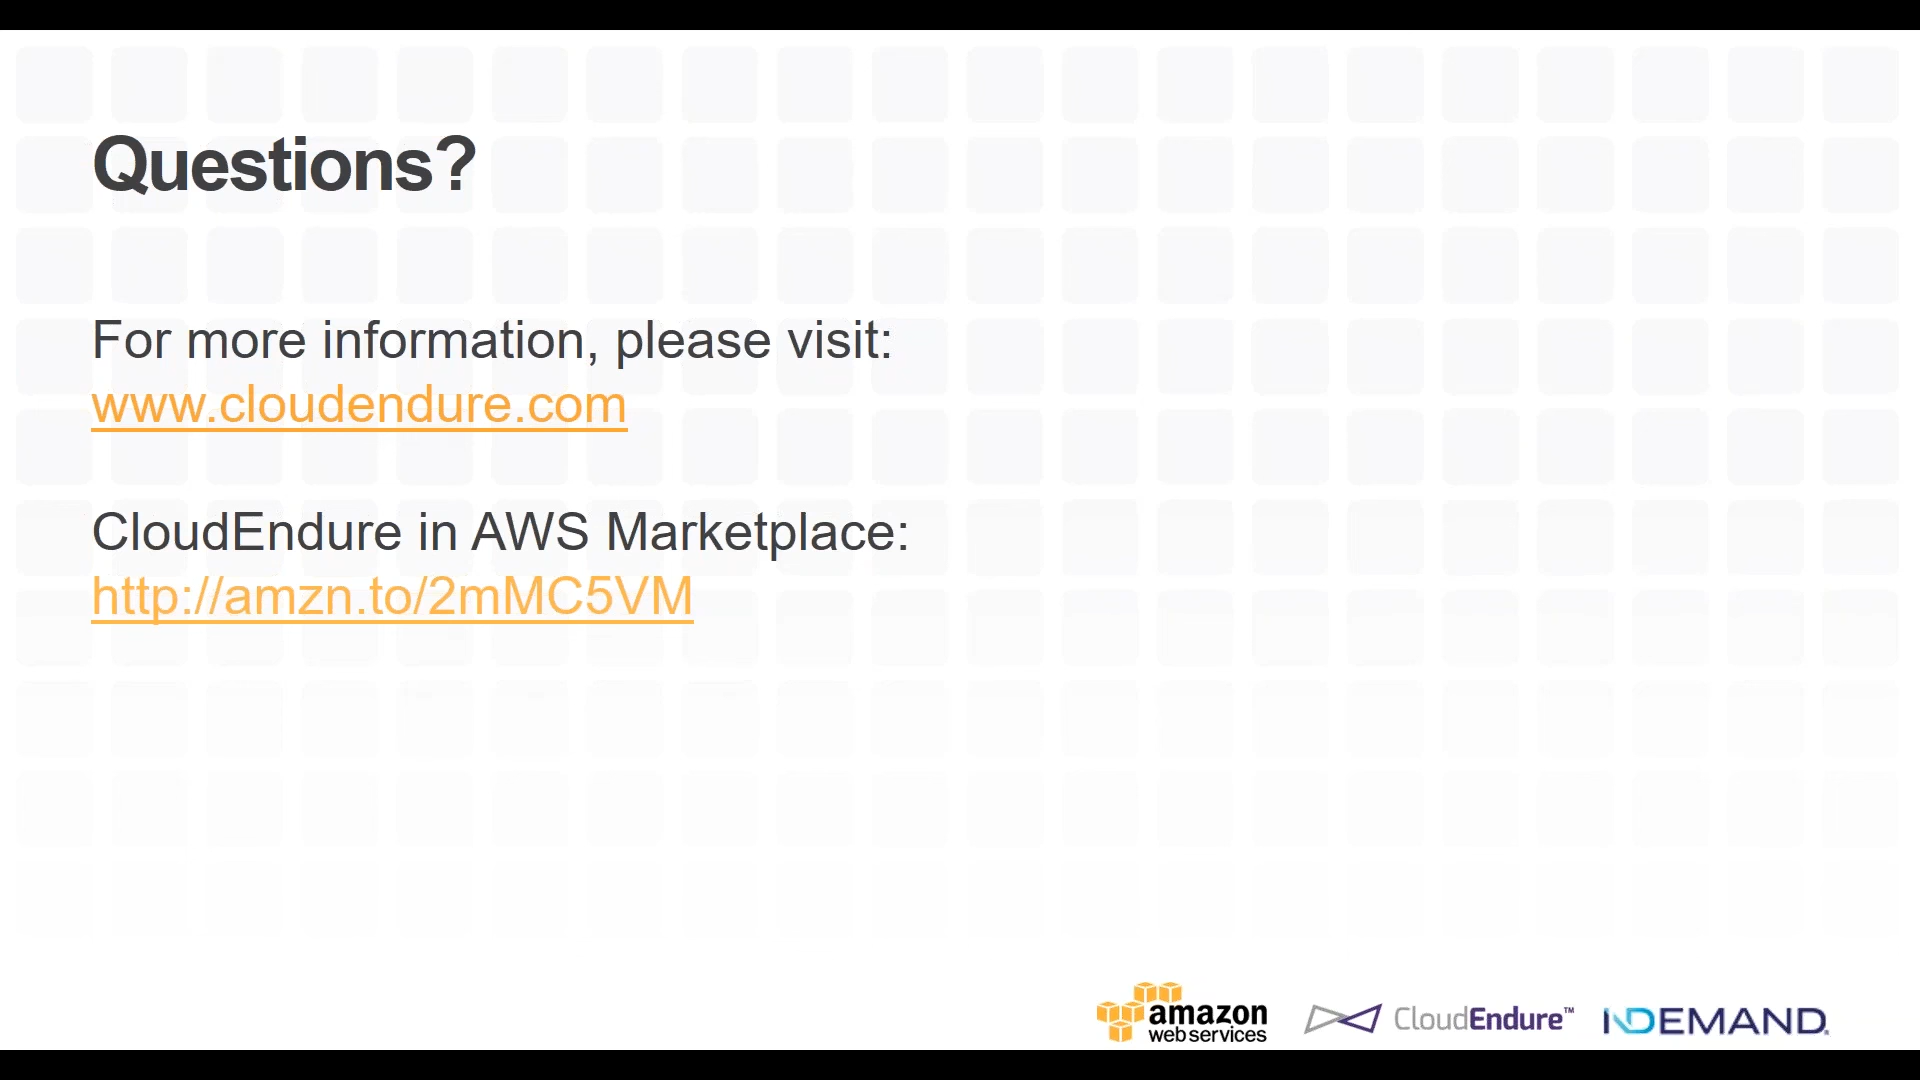 Questions?
For more information, please visit:
www.cloudendure.com
CloudEndure in AWS Marketplace:
http://amzn.to/2mMC5VM
amazon
web services
CloudEndure™
INDEMAND®